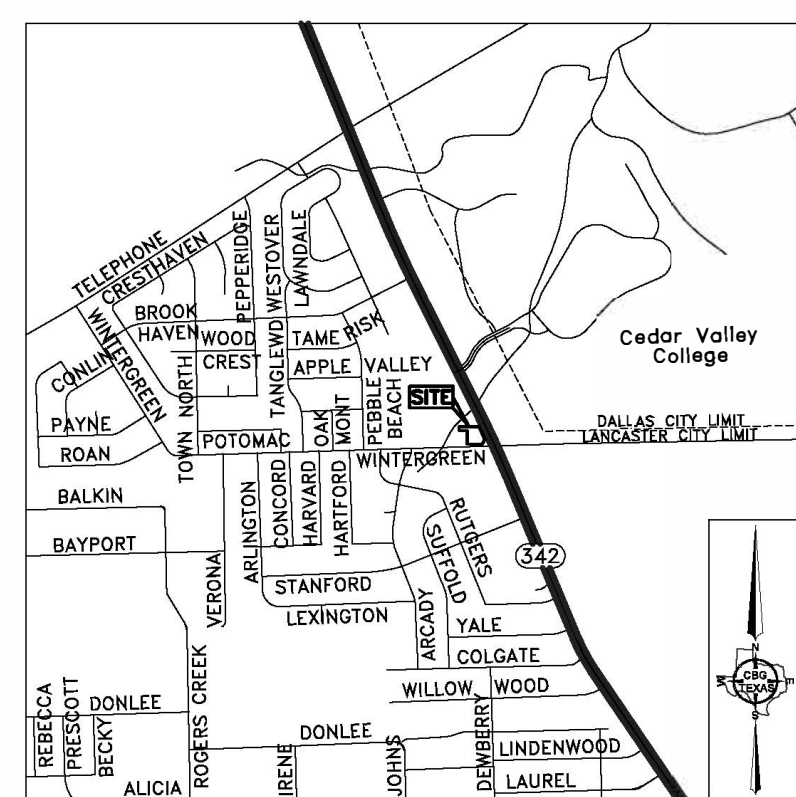 TELEPHONE
CRESTHAVEN
PEPPERIDGE
WESTOVER
LAWNDALE
BROOK
HAVEN
WINTERGREEN
CONLIN
WOOD
CREST
TANGLEWD
TAME RISK
APPLE VALLEY
TOWN NORTH
Cedar Valley
College
SITE
PAYNE
ROAN
POTOMAC
OAK
MONT
PEBBLE
BEACH
DALLAS CITY LIMIT
LANCASTER CITY LIMIT
WINTERGREEN
BALKIN
BAYPORT
ARLINGTON
CONCORD
HARVARD
HARTFORD
RUTGERS
SUFFOLD
342
VERONA
STANFORD
LEXINGTON
ARCADY
YALE
COLGATE
WILLOW WOOD
REBECCA
PRESCOTT
BECKY
DONLEE
ROGERS CREEK
DONLEE
DEWBERRY
LINDENWOOD
IRENE
JOHNS
LAUREL
ALICIA
N
W
CBG
TEXAS
E
S